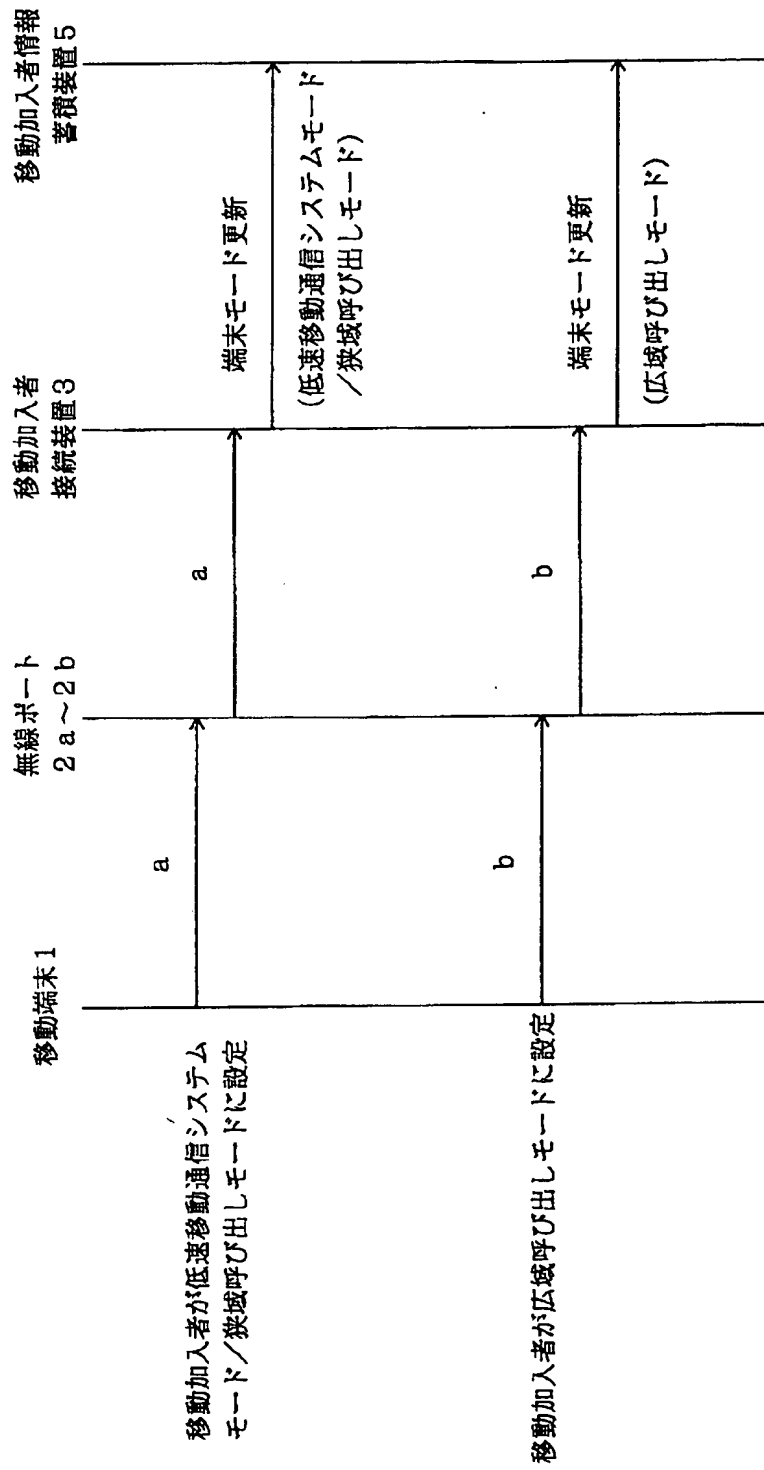 移動端末1
無線ポート
2a～2b
移動加入者
接続装置3
移動加入者情報
蓄積装置5
移動加入者が低速移動通信システム
モード／狭域呼び出しモードに設定
a
a
端末モード更新
(低速移動通信システムモード
／狭域呼び出しモード)
移動加入者が広域呼び出しモードに設定
b
b
端末モード更新
(広域呼び出しモード)